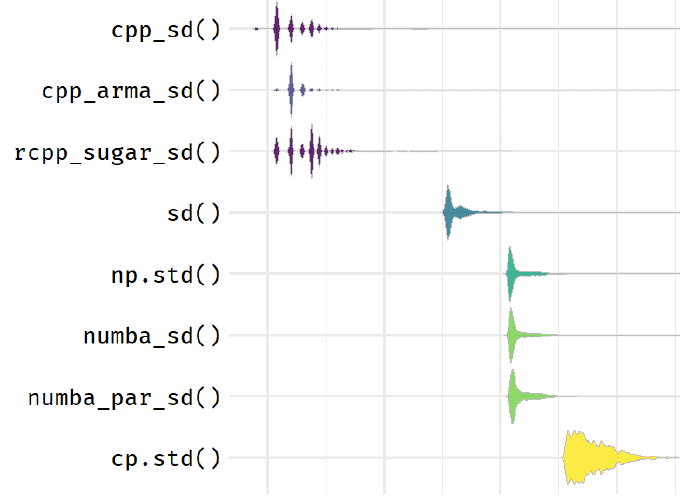 cpp_sd()
cpp_arma_sd()
rcpp_sugar_sd()
sd()
np.std()
numba_sd()
numba_par_sd()
cp.std()